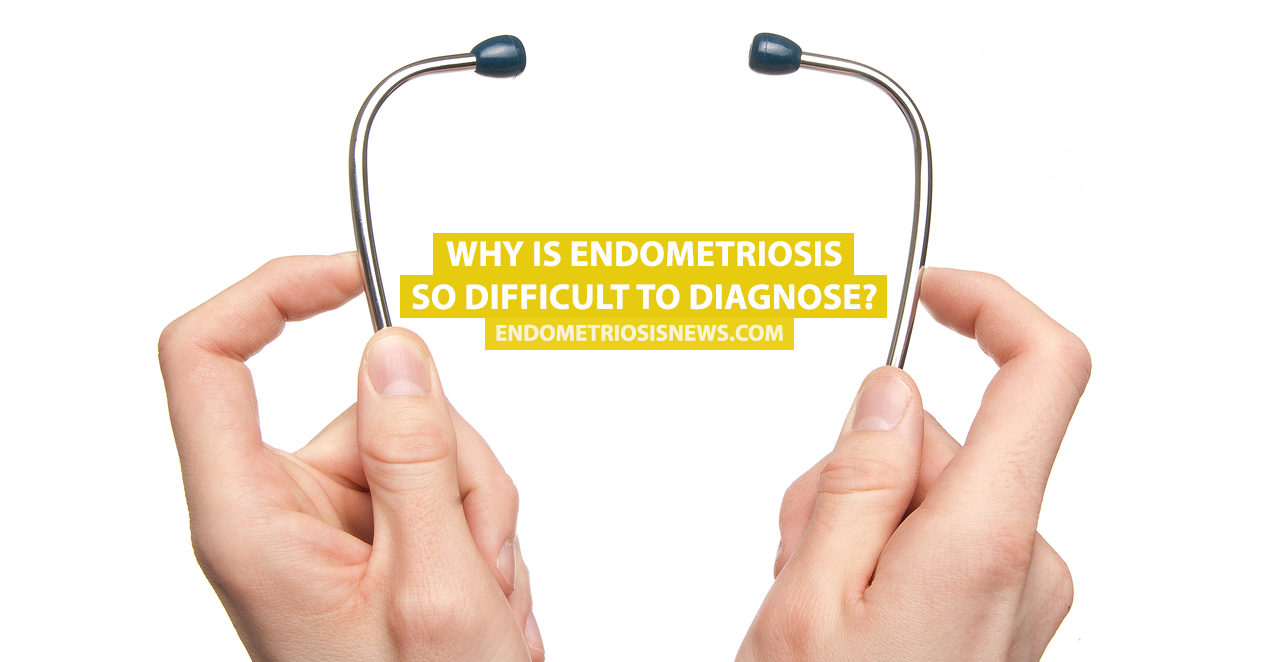 WHY IS ENDOMETRIOSIS
SO DIFFICULT TO DIAGNOSE?
ENDOMETRIOSISNEWS.COM